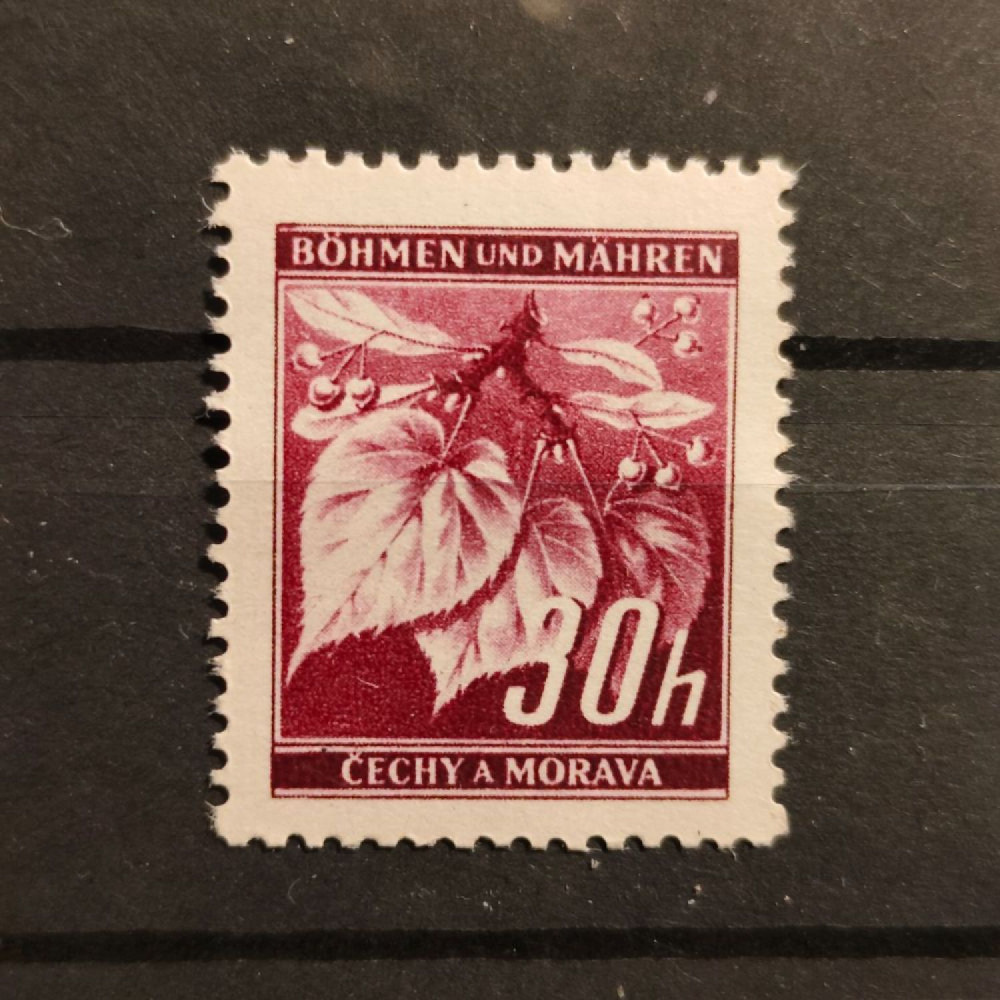 BÖHMEN UND MÄHREN
30h
ČECHY A MORAVA